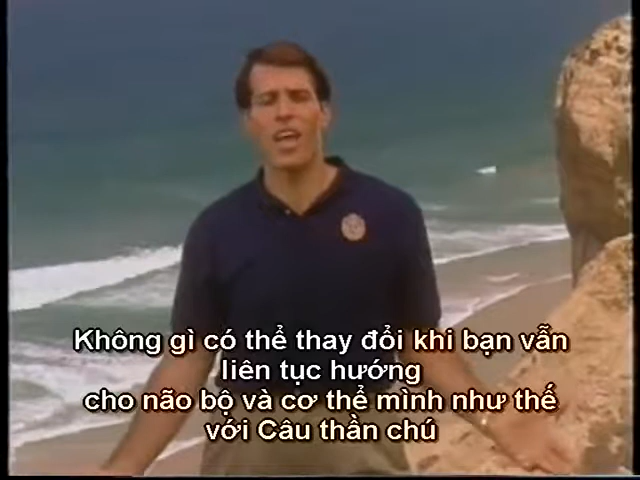 Không gì có thể thay đổi khi bạn vẫn
liên tục hướng
cho não bộ và cơ thể mình như thế
với Câu thần chú